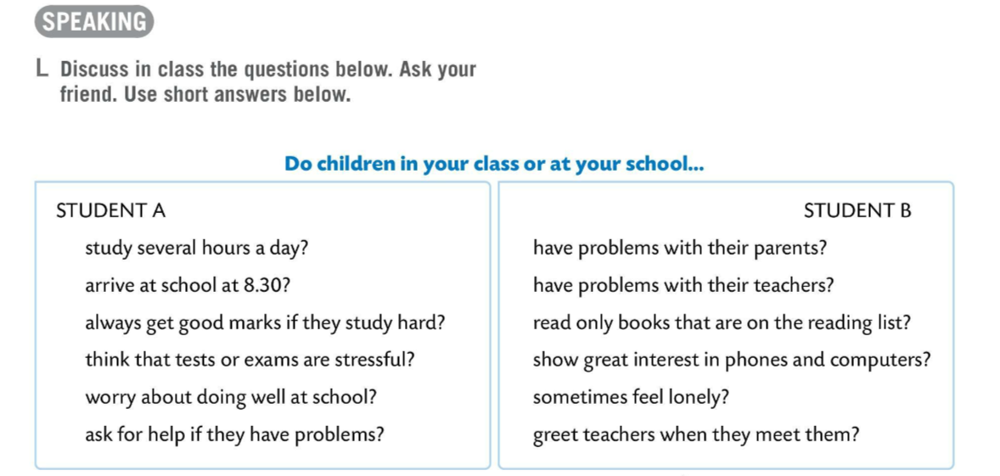 SPEAKING
L Discuss in class the questions below. Ask your
friend. Use short answers below.
Do children in your class or at your school...
STUDENT A
study several hours a day?
arrive at school at 8.30?
always get good marks if they study hard?
think that tests or exams are stressful?
worry about doing well at school?
ask for help if they have problems?
STUDENT B
have problems with their parents?
have problems with their teachers?
read only books that are on the reading list?
show great interest in phones and computers?
sometimes feel lonely?
greet teachers when they meet them?